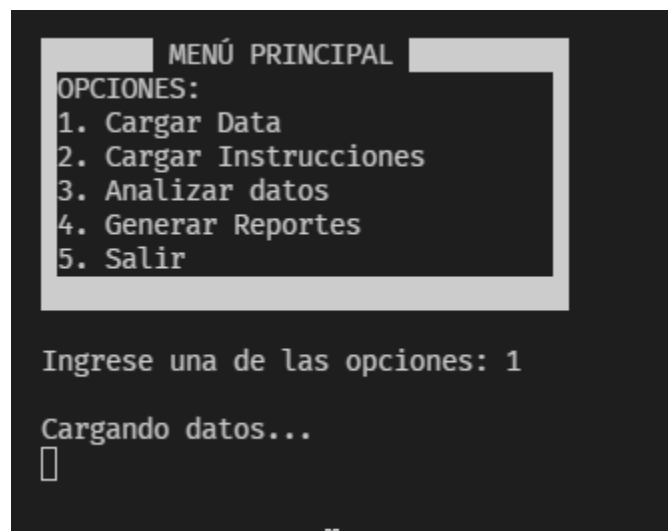 MENÚ PRINCIPAL
OPCIONES:
1. Cargar Data
2. Cargar Instrucciones
3. Analizar datos
4. Generar Reportes
5. Salir
Ingrese una de las opciones: 1
Cargando datos...